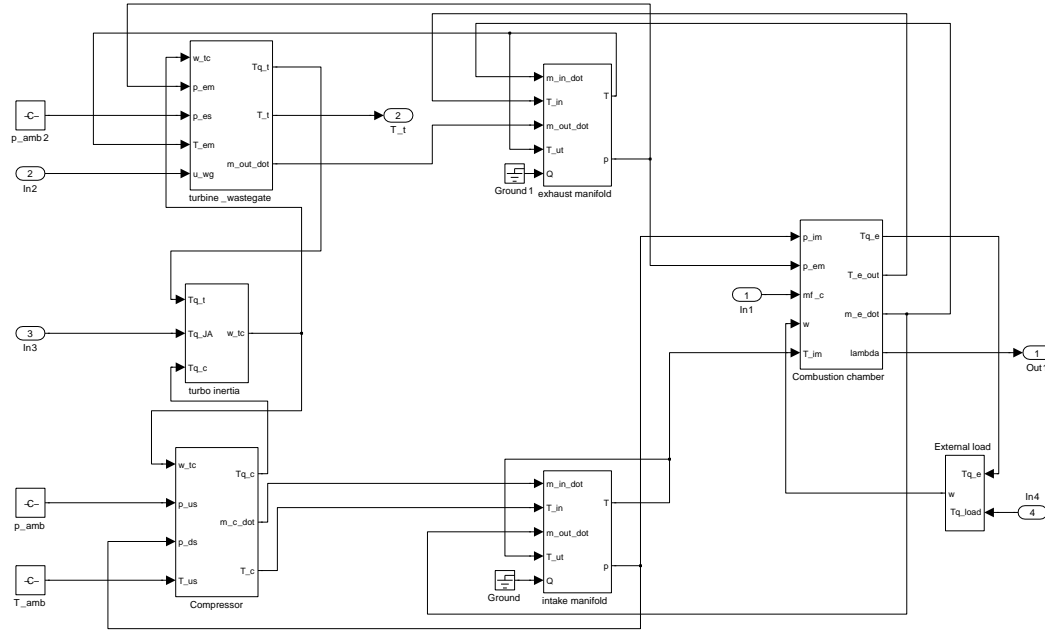 w_tc
p_em
p_es
T_em
u_wg
Tq_t
T_t
m_out_dot
turbine _wastegate
-C-
p_amb 2
2
In2
2
T_t
m_in_dot
T_in
m_out_dot
T_ut
Q
T
p
exhaust manifold
Ground 1
p_im
p_em
mf_c
w
T_im
Tq_e
T_e_out
m_e_dot
lambda
Combustion chamber
1
In1
1
Out1
Tq_t
Tq_JA
Tq_c
w_tc
turbo inertia
3
In3
External load
Tq_e
w
Tq_load
In4
4
w_tc
p_us
p_ds
T_us
Tq_c
m_c_dot
T_c
Compressor
-C-
p_amb
-C-
T_amb
m_in_dot
T_in
m_out_dot
T_ut
Q
T
p
intake manifold
Ground